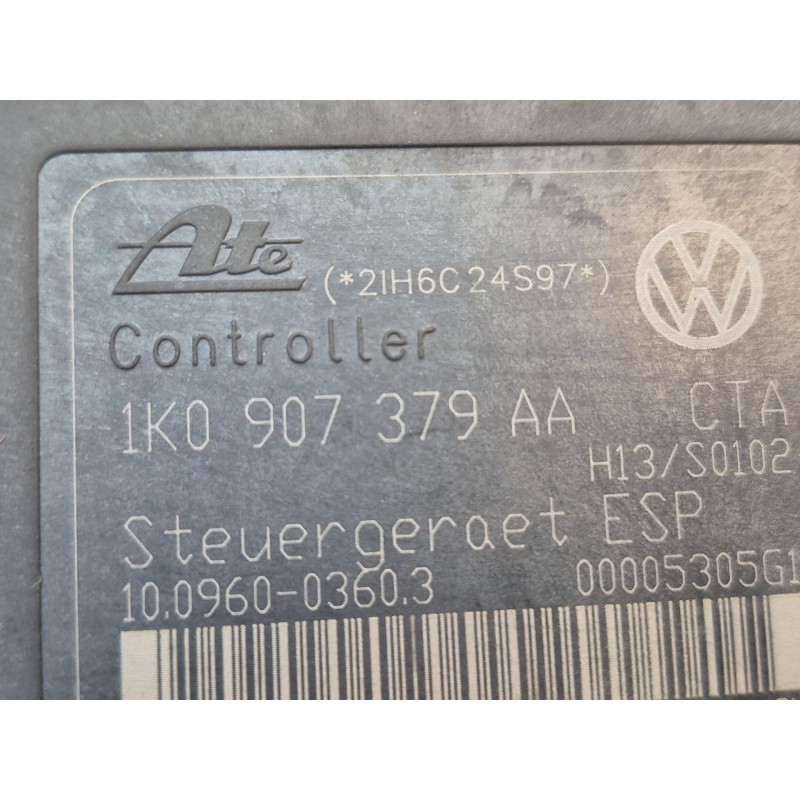 Ate (*2IH6C24S97*)
Controller
1K0 907 379 AA CTA
H13/S0102
Steuergeraet ESP
10.0960-0360.3 00005305G1